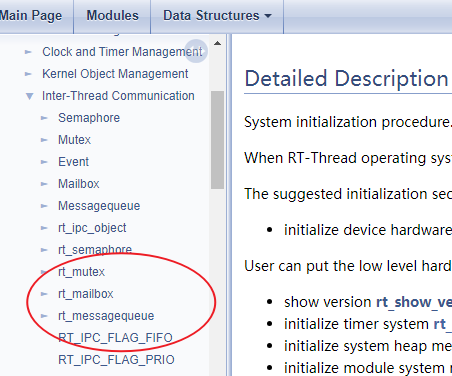 Main Page Modules Data Structures
Clock and Timer Management
Kernel Object Management
Inter-Thread Communication
Semaphore
Mutex
Event
Mailbox
Messagequeue
rt_ipc_object
rt_semaphore
rt_mutex
rt_mailbox
rt_messagequeue
RT_IPC_FLAG_FIFO
RT_IPC_FLAG_PRIO
Detailed Description
System initialization procedure.
When RT-Thread operating sys
The suggested initialization sec
initialize device hardware
User can put the low level hard
show version rt_show_ve
initialize timer system rt_
initialize system heap me
initialize module system